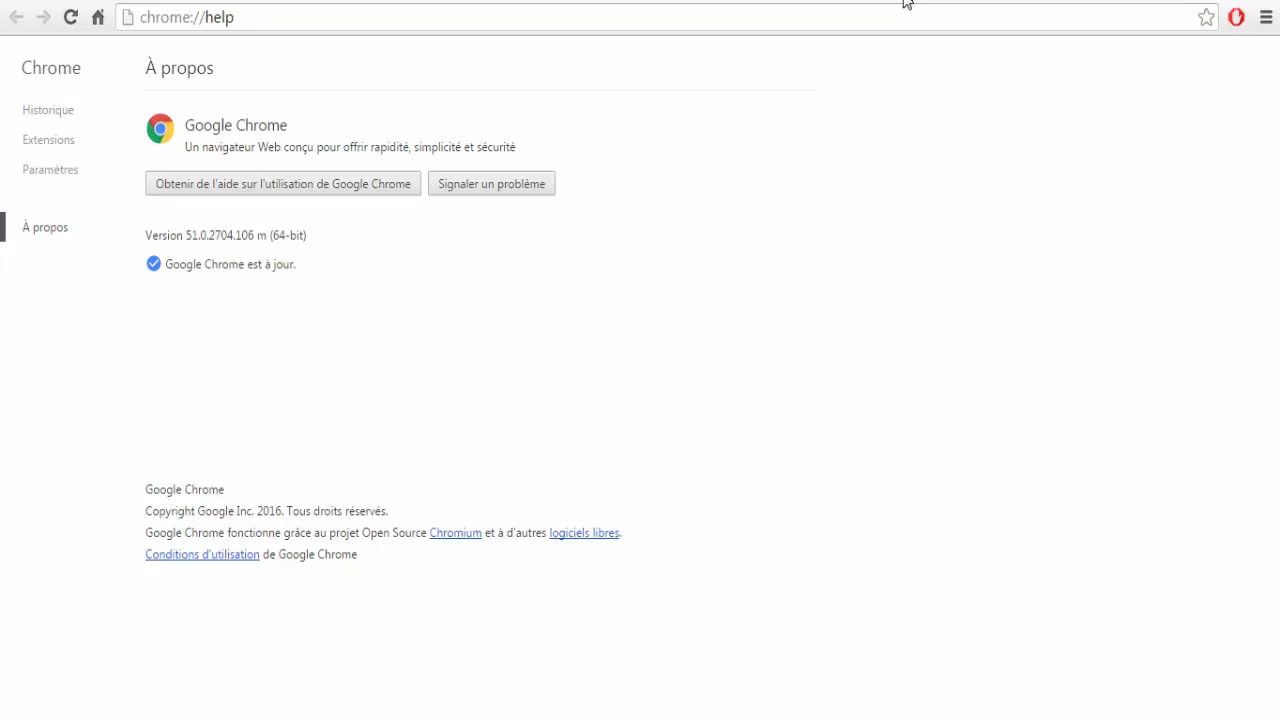 chrome://help
Chrome
À propos
Historique
Extensions
Paramètres
À propos
Google Chrome
Un navigateur Web conçu pour offrir rapidité, simplicité et sécurité
Obtenir de l'aide sur l'utilisation de Google Chrome
Signaler un problème
Version 51.0.2704.106 m (64-bit)
Google Chrome est à jour.
Google Chrome
Copyright Google Inc. 2016. Tous droits réservés.
Google Chrome fonctionne grâce au projet Open Source Chromium et à d'autres logiciels libres.
Conditions d'utilisation de Google Chrome